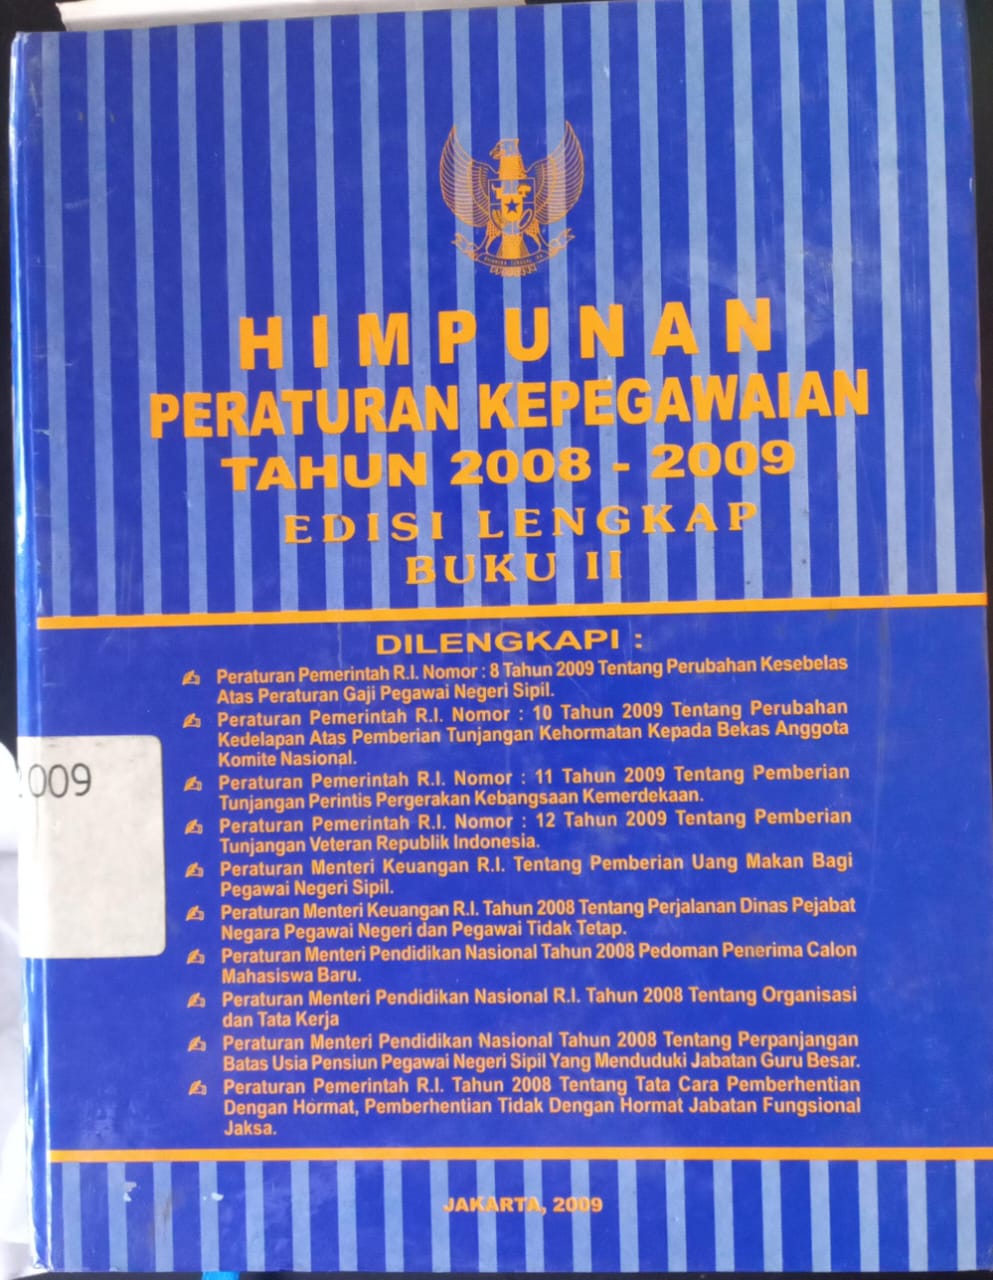 HIMPUNAN
PERATURAN KEPEGAWAIAN
TAHUN 2008 - 2009
EDISI LENGKAP
BUKU II
DILENGKAPI :
Peraturan Pemerintah R.I. Nomor : 8 Tahun 2009 Tentang Perubahan Kesebelas
Atas Peraturan Gaji Pegawai Negeri Sipil.
Peraturan Pemerintah R.I. Nomor : 10 Tahun 2009 Tentang Perubahan
Kedelapan Atas Pemberian Tunjangan Kehormatan Kepada Bekas Anggota
Komite Nasional.
2009
Peraturan Pemerintah R.I. Nomor : 11 Tahun 2009 Tentang Pemberian
Tunjangan Perintis Pergerakan Kebangsaan Kemerdekaan.
Peraturan Pemerintah R.I. Nomor : 12 Tahun 2009 Tentang Pemberian
Tunjangan Veteran Republik Indonesia.
Peraturan Menteri Keuangan R.I. Tentang Pemberian Uang Makan Bagi
Pegawai Negeri Sipil.
Peraturan Menteri Keuangan R.I. Tahun 2008 Tentang Perjalanan Dinas Pejabat
Negara Pegawai Negeri dan Pegawai Tidak Tetap.
Peraturan Menteri Pendidikan Nasional Tahun 2008 Pedoman Penerima Calon
Mahasiswa Baru.
Peraturan Menteri Pendidikan Nasional R.I. Tahun 2008 Tentang Organisasi
dan Tata Kerja
Peraturan Menteri Pendidikan Nasional Tahun 2008 Tentang Perpanjangan
Batas Usia Pensiun Pegawai Negeri Sipil Yang Menduduki Jabatan Guru Besar.
Peraturan Pemerintah R.I. Tahun 2008 Tentang Tata Cara Pemberhentian
Dengan Hormat, Pemberhentian Tidak Dengan Hormat Jabatan Fungsional
Jaksa.
JAKARTA, 2009